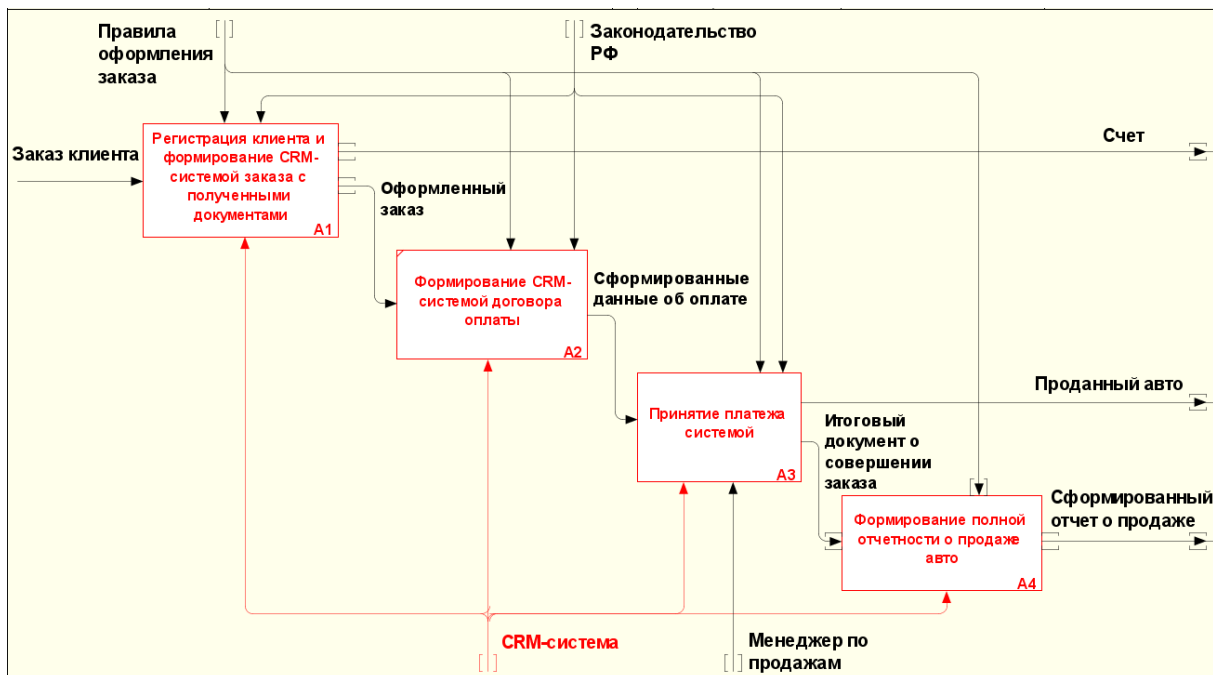 Правила
оформления
заказа
Законодательство
РФ
Заказ клиента
Регистрация клиента и
формирование CRM-
системой заказа с
полученными
документами
A1
Счет
Оформленный
заказ
Формирование CRM-
системой договора
оплаты
A2
Сформированные
данные об оплате
Принятие платежа
системой
A3
Проданный авто
Итоговый
документ о
совершении
заказа
Формирование полной
отчетности о продаже
авто
A4
Сформированный
отчет о продаже
CRM-система
Менеджер по
продажам